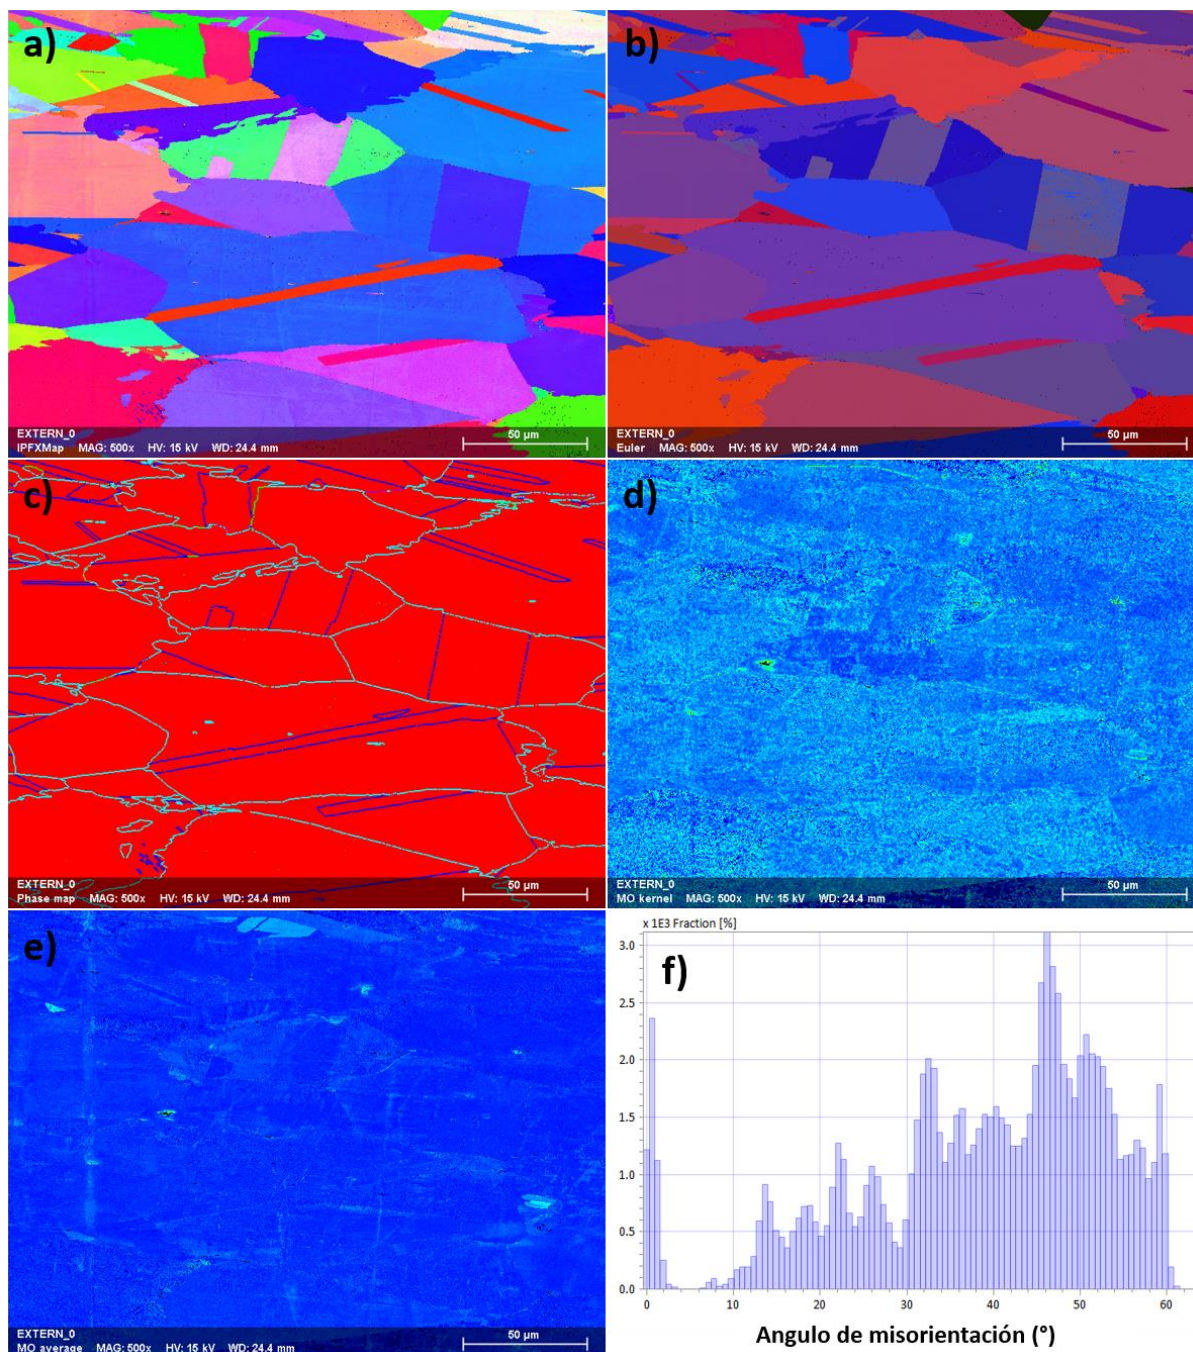 a)
EXTERN_0
IPFXMap MAG: 500x HV: 15 kV WD: 24.4 mm
50 µm
b)
EXTERN_0
Euler MAG: 500x HV: 15 kV WD: 24.4 mm
50 µm
c)
EXTERN_0
Phase map MAG: 500x HV: 15 kV WD: 24.4 mm
50 µm
d)
EXTERN_0
MO kernel MAG: 500x HV: 15 kV WD: 24.4 mm
50 µm
e)
EXTERN_0
MO average MAG: 500x HV: 15 kV WD: 24.4 mm
50 µm
x 1E3 Fraction [%]
f)
3.0
2.5
2.0
1.5
1.0
0.5
0.0
0 10 20 30 40 50 60
Angulo de misorientación (°)